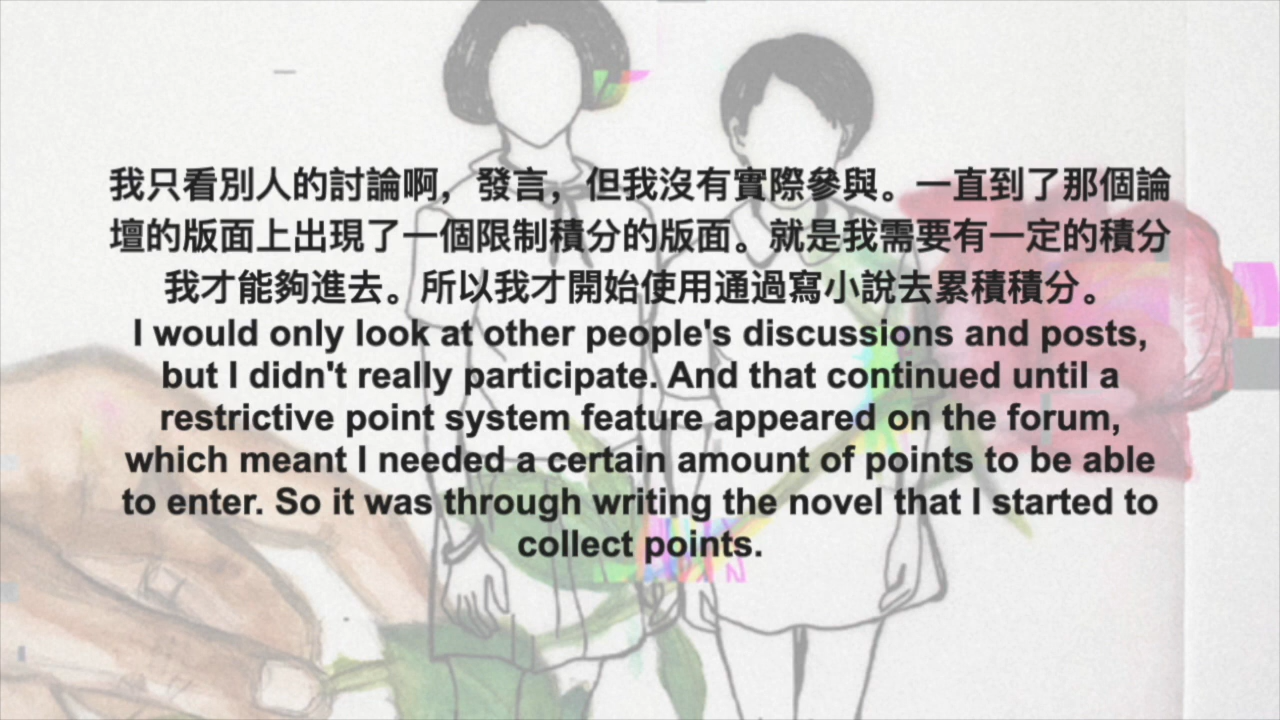 我只看別人的討論啊，發言，但我沒有實際參與。一直到了那個論
壇的版面上出現了一個限制積分的版面。就是我需要有一定的積分
我才能夠進去。所以我才開始使用通過寫小說去累積積分。
I would only look at other people's discussions and posts,
but I didn't really participate. And that continued until a
restrictive point system feature appeared on the forum,
which meant I needed a certain amount of points to be able
to enter. So it was through writing the novel that I started to
collect points.